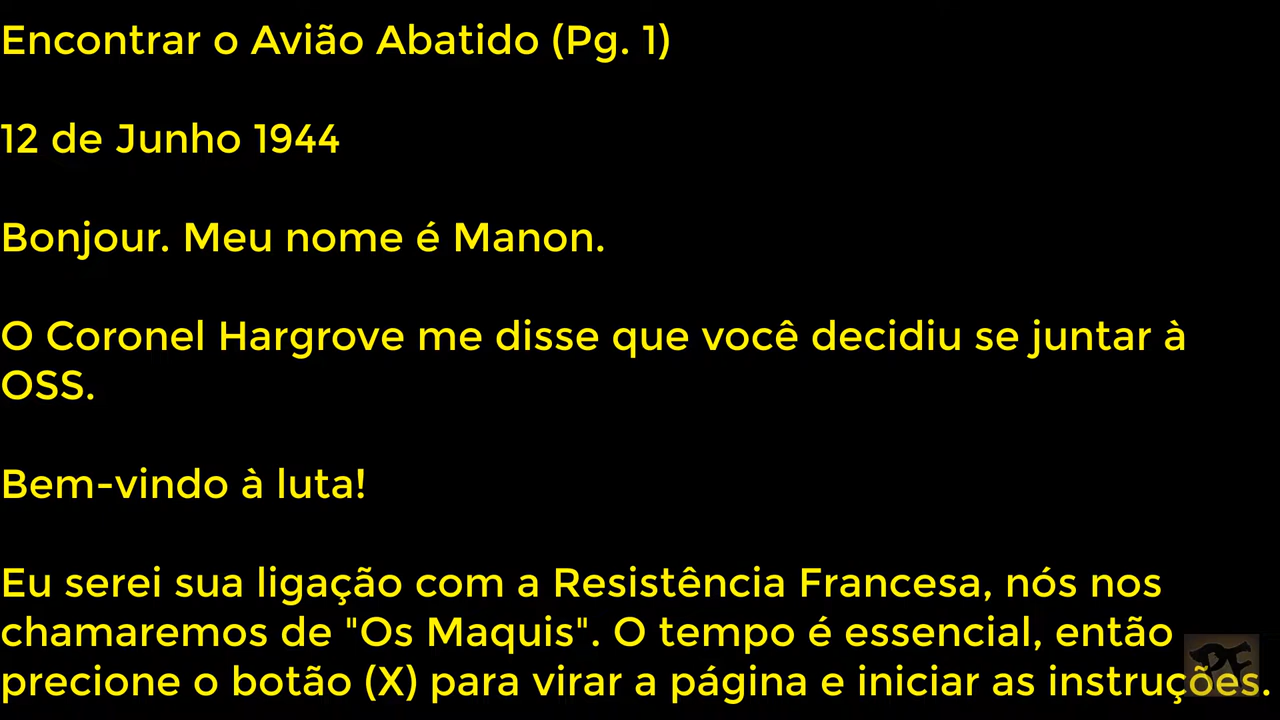 Encontrar o Avião Abatido (Pg. 1)
12 de Junho 1944
Bonjour. Meu nome é Manon.
O Coronel Hargrove me disse que você decidiu se juntar à
OSS.
Bem-vindo à luta!
Eu serei sua ligação com a Resistência Francesa, nós nos
chamaremos de "Os Maquis". O tempo é essencial, então
precione o botão (X) para virar a página e iniciar as instruções.